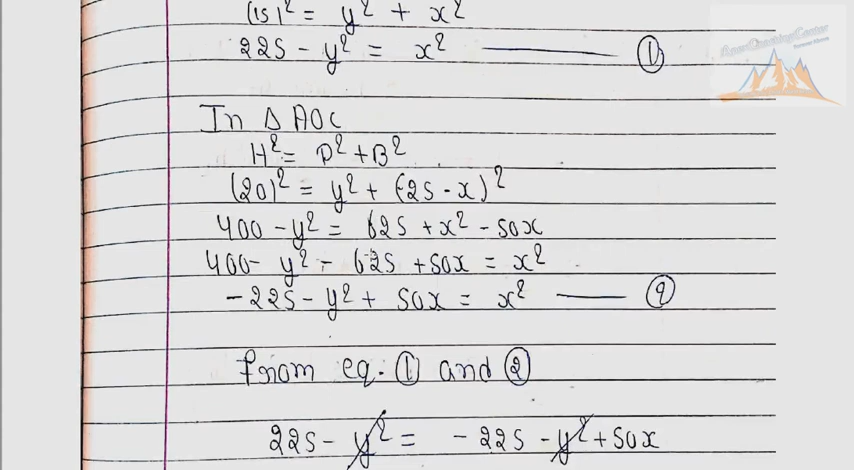 (15)² = y² + x²
225 - y² = x² ——— ①
In Δ AOC
H² = P² + B²
(20)² = y² + (25 - x)²
400 - y² = 625 + x² - 50x
400 - y² - 625 + 50x = x²
- 225 - y² + 50x = x² ——— ②
From eq. ① and ②
225 - y² = - 225 - y² + 50x